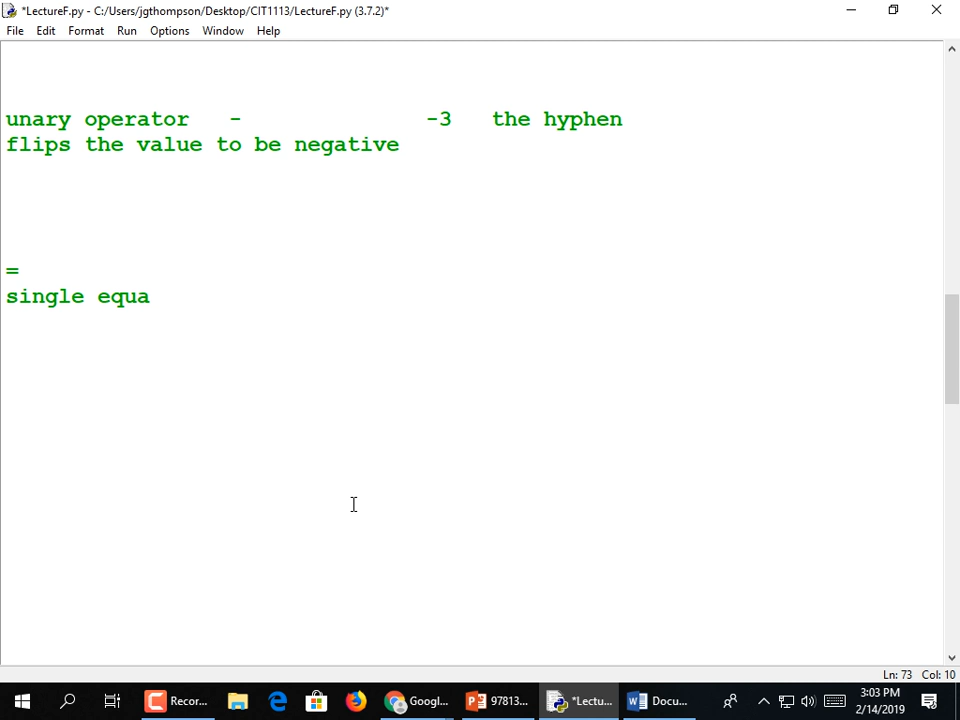 *LectureF.py - C:/Users/jgthompson/Desktop/CIT1113/LectureF.py (3.7.2)*
File Edit Format Run Options Window Help
unary operator - -3 the hyphen
flips the value to be negative
=
single equa
Ln: 73 Col: 10
Recor... Googl... 97813... *Lectu... Docu... 3:03 PM
2/14/2019